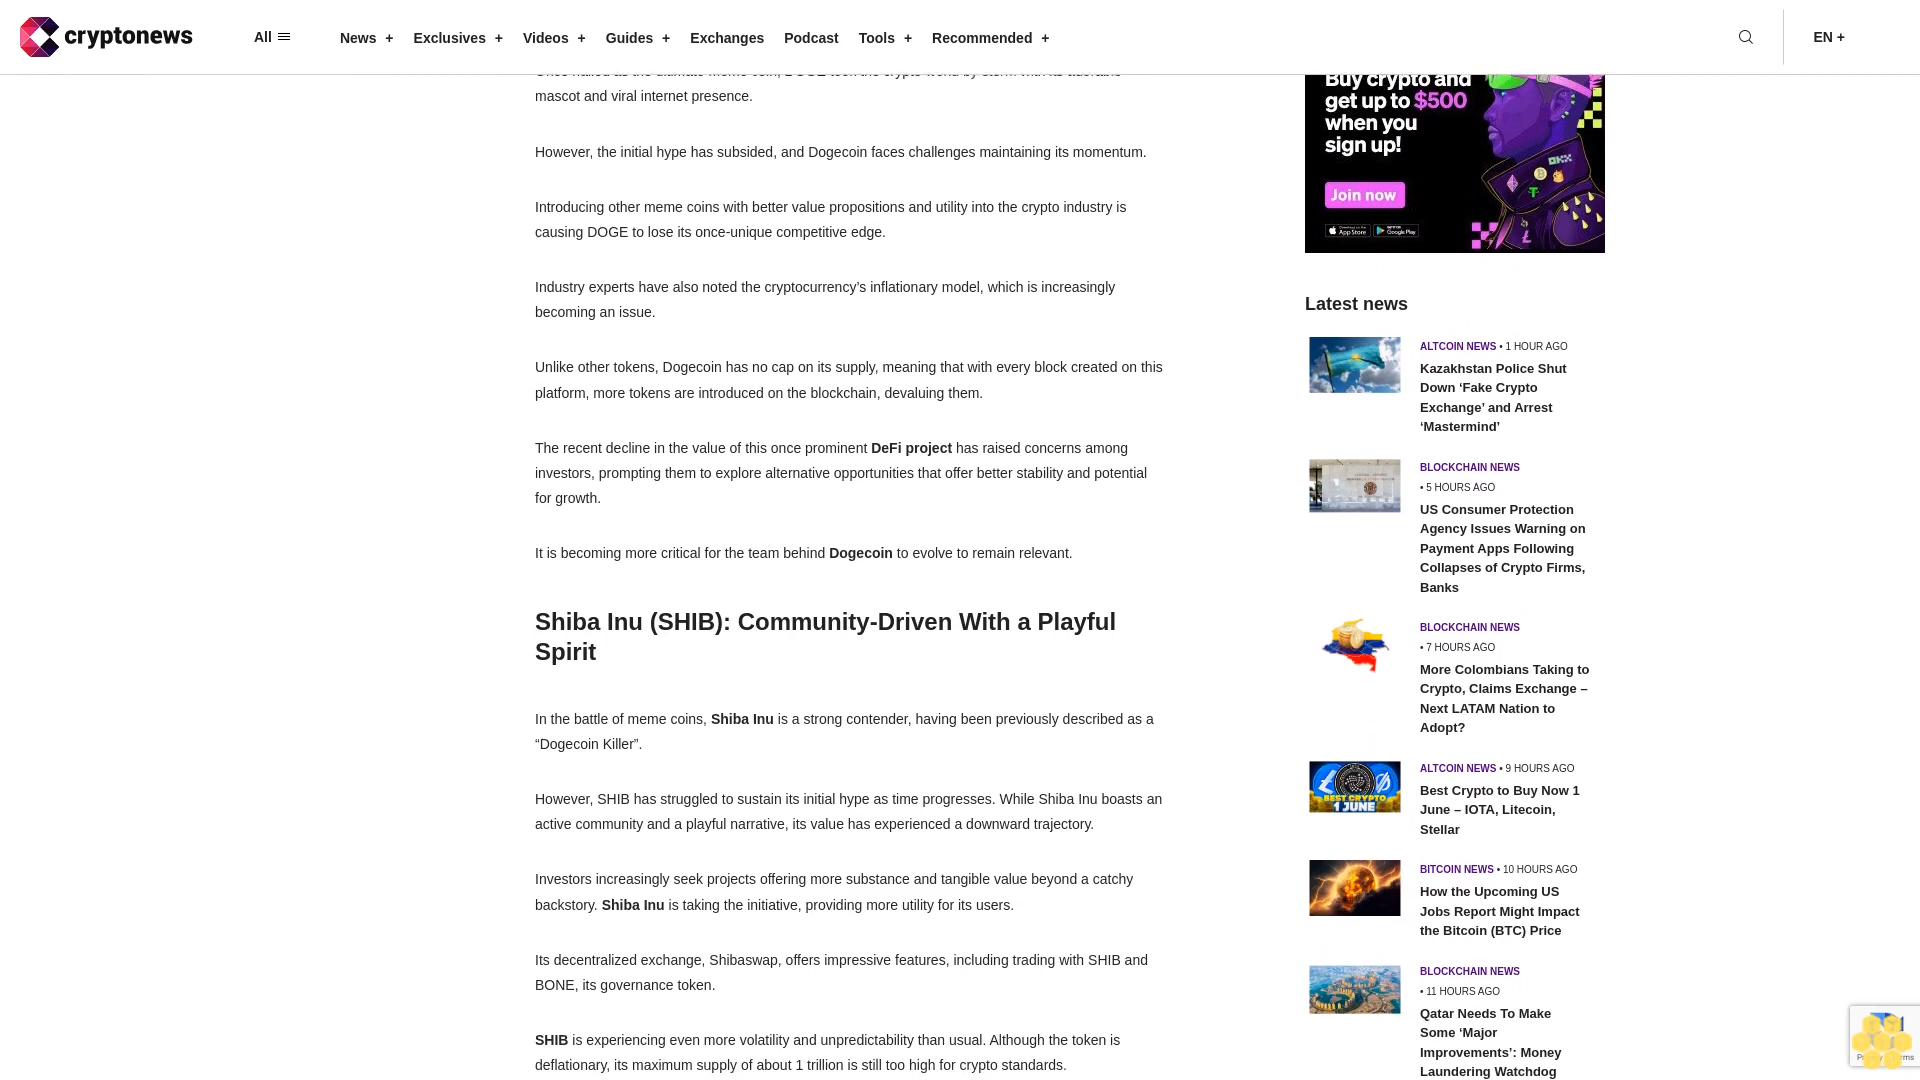 cryptonews
All
News +
Exclusives +
Videos +
Guides +
Exchanges
Podcast
Tools +
Recommended +
EN +
mascot and viral internet presence.
However, the initial hype has subsided, and Dogecoin faces challenges maintaining its momentum.
Introducing other meme coins with better value propositions and utility into the crypto industry is
causing DOGE to lose its once-unique competitive edge.
Industry experts have also noted the cryptocurrency’s inflationary model, which is increasingly
becoming an issue.
Unlike other tokens, Dogecoin has no cap on its supply, meaning that with every block created on this
platform, more tokens are introduced on the blockchain, devaluing them.
The recent decline in the value of this once prominent DeFi project has raised concerns among
investors, prompting them to explore alternative opportunities that offer better stability and potential
for growth.
It is becoming more critical for the team behind Dogecoin to evolve to remain relevant.
Shiba Inu (SHIB): Community-Driven With a Playful
Spirit
In the battle of meme coins, Shiba Inu is a strong contender, having been previously described as a
“Dogecoin Killer”.
However, SHIB has struggled to sustain its initial hype as time progresses. While Shiba Inu boasts an
active community and a playful narrative, its value has experienced a downward trajectory.
Investors increasingly seek projects offering more substance and tangible value beyond a catchy
backstory. Shiba Inu is taking the initiative, providing more utility for its users.
Its decentralized exchange, Shibaswap, offers impressive features, including trading with SHIB and
BONE, its governance token.
SHIB is experiencing even more volatility and unpredictability than usual. Although the token is
deflationary, its maximum supply of about 1 trillion is still too high for crypto standards.
Buy crypto and
get up to $500
when you
sign up!
OKX
Join now
App Store
Google Play
Latest news
ALTCOIN NEWS • 1 HOUR AGO
Kazakhstan Police Shut
Down ‘Fake Crypto
Exchange’ and Arrest
‘Mastermind’
BLOCKCHAIN NEWS
• 5 HOURS AGO
US Consumer Protection
Agency Issues Warning on
Payment Apps Following
Collapses of Crypto Firms,
Banks
BLOCKCHAIN NEWS
• 7 HOURS AGO
More Colombians Taking to
Crypto, Claims Exchange –
Next LATAM Nation to
Adopt?
ALTCOIN NEWS • 9 HOURS AGO
BEST CRYPTO
1 JUNE
Best Crypto to Buy Now 1
June – IOTA, Litecoin,
Stellar
BITCOIN NEWS • 10 HOURS AGO
How the Upcoming US
Jobs Report Might Impact
the Bitcoin (BTC) Price
BLOCKCHAIN NEWS
• 11 HOURS AGO
Qatar Needs To Make
Some ‘Major
Improvements’: Money
Laundering Watchdog